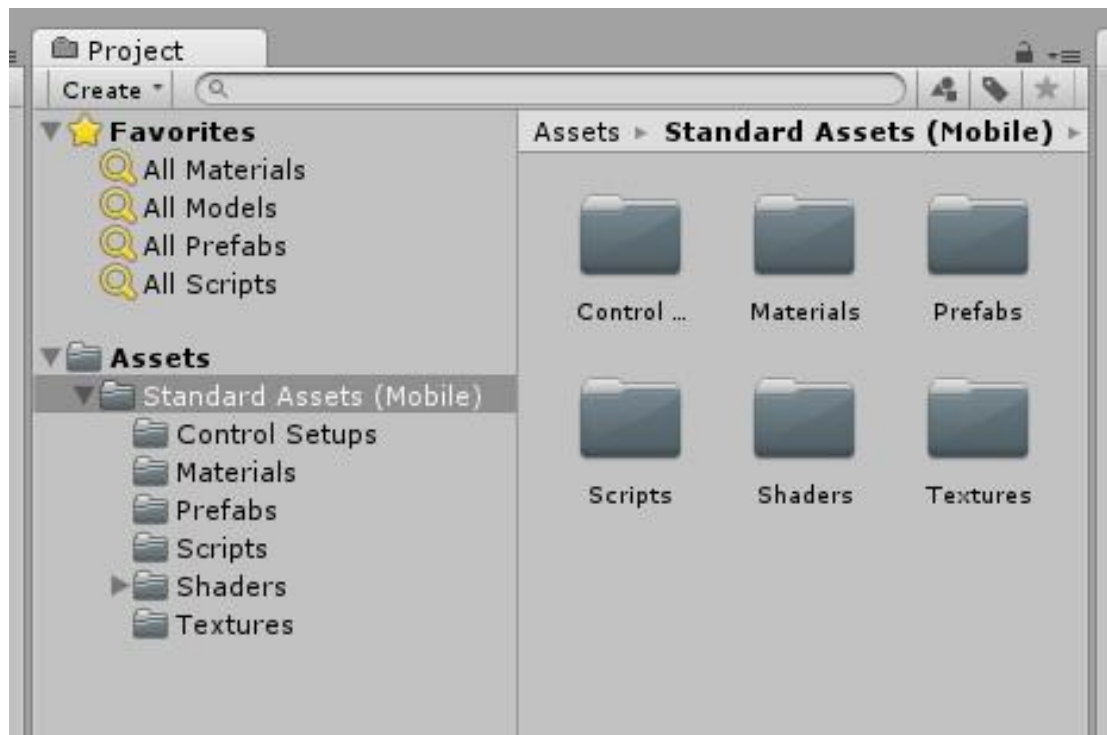 Project
Create
Favorites
All Materials
All Models
All Prefabs
All Scripts
Assets
Standard Assets (Mobile)
Control Setups
Materials
Prefabs
Scripts
Shaders
Textures
Assets Standard Assets (Mobile)
Control ... Materials Prefabs
Scripts Shaders Textures